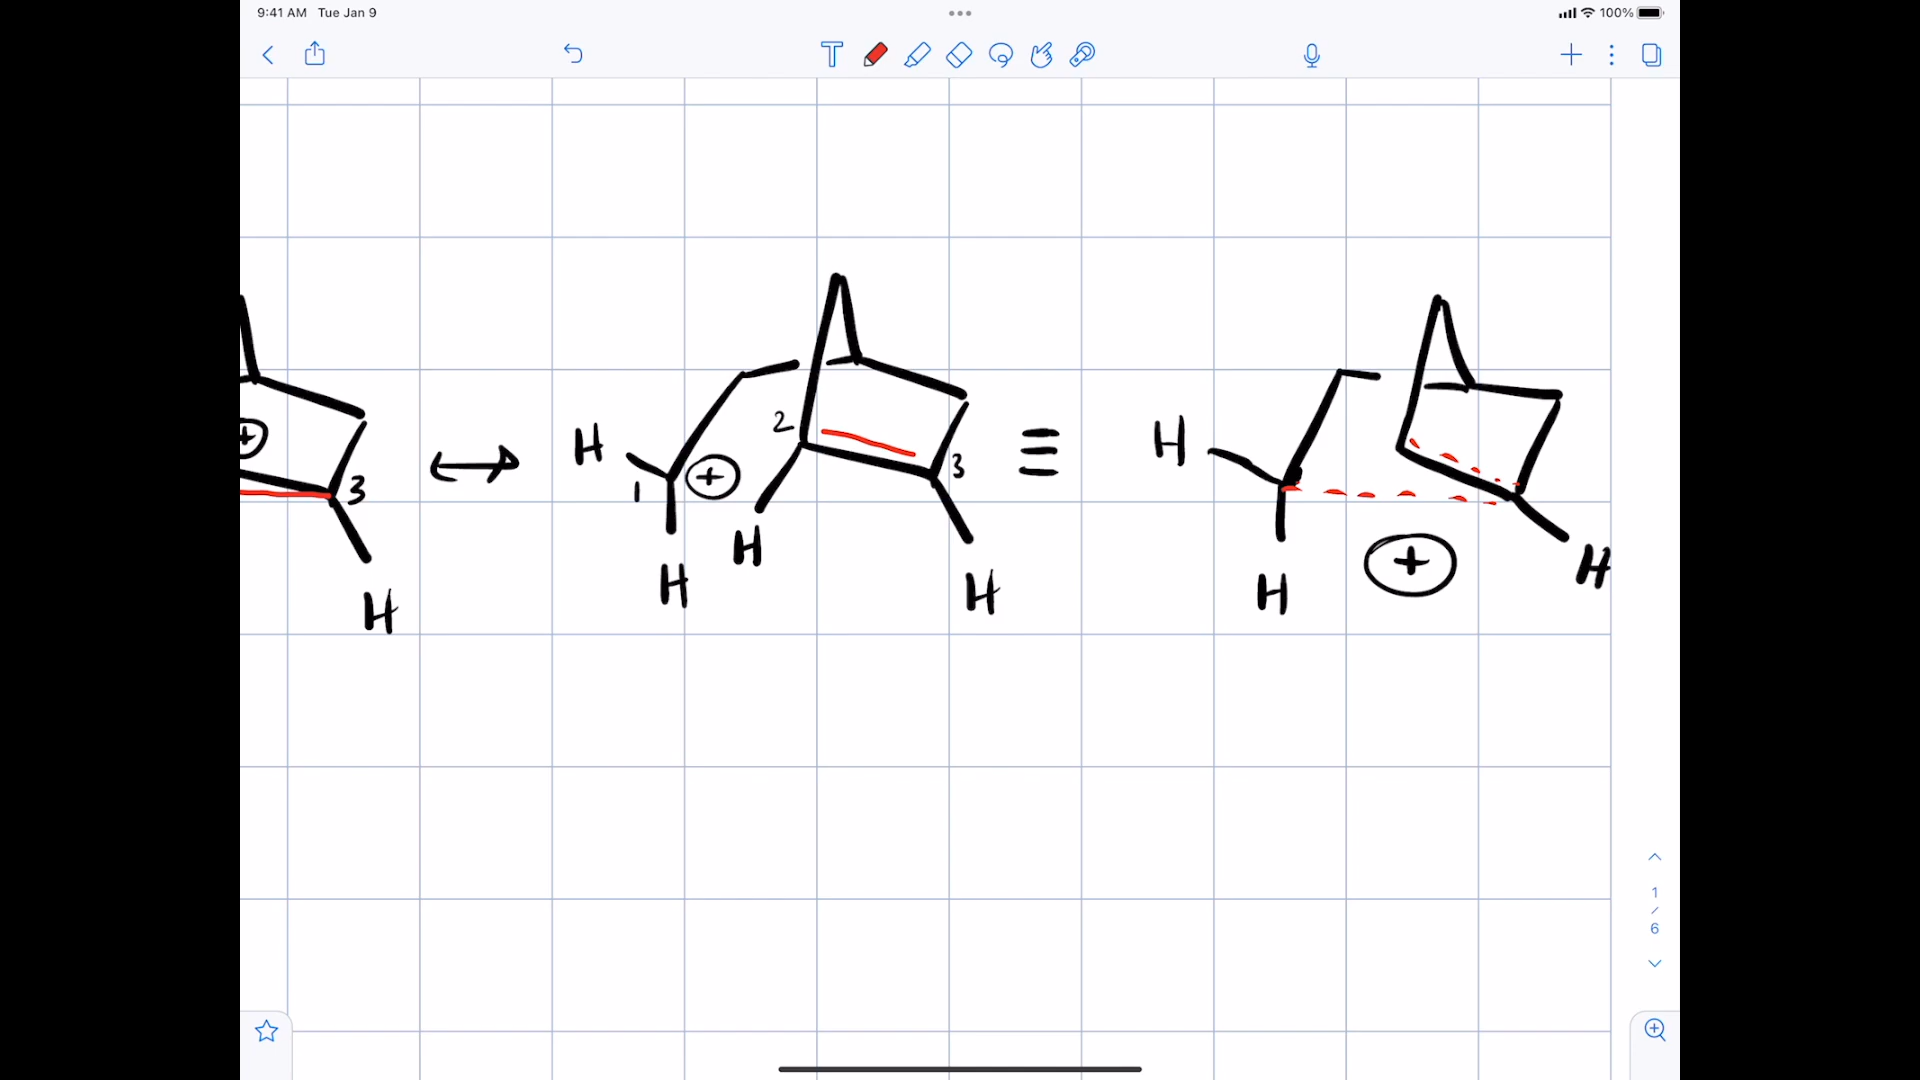 9:41 AM Tue Jan 9
100%
T
+ 3 H
H 1 + H 2 H 3 H
≡
H H + H
1
/
6